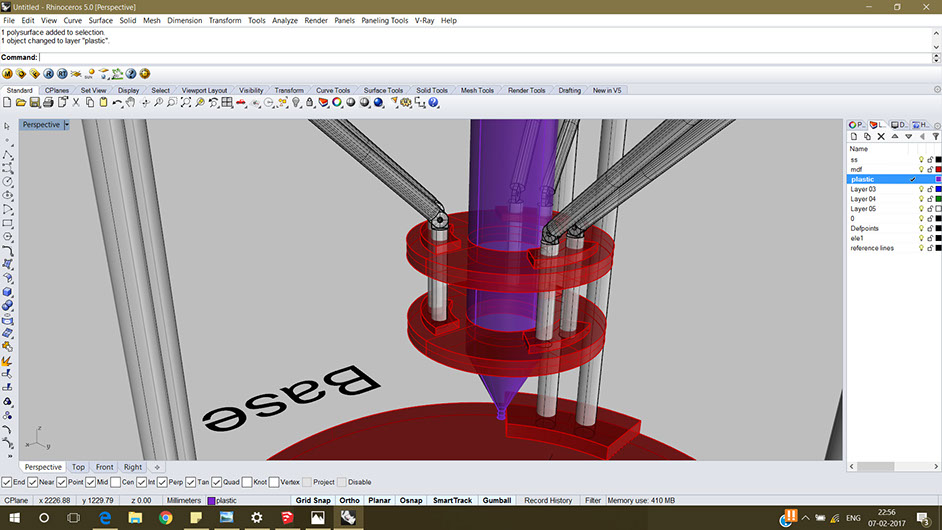 Untitled - Rhinoceros 5.0 [Perspective]
File Edit View Curve Surface Solid Mesh Dimension Transform Tools Analyze Render Panels Paneling Tools V-Ray Help
1 polysurface added to selection.
1 object changed to layer "plastic".
Command:
Standard CPlanes Set View Display Select Viewport Layout Visibility Transform Curve Tools Surface Tools Solid Tools Mesh Tools Render Tools Drafting New in V5
Perspective
P... L... D... H...
Name
ss
mdf
plastic
Layer 03
Layer 04
Layer 05
0
Defpoints
ele1
reference lines
Base
z
x y
Perspective Top Front Right
End Near Point Mid Cen Int Perp Tan Quad Knot Vertex Project Disable
CPlane x 2226.88 y 1229.79 z 0.00 Millimeters plastic Grid Snap Ortho Planar Osnap SmartTrack Gumball Record History Filter Memory use: 410 MB
22:56
07-02-2017